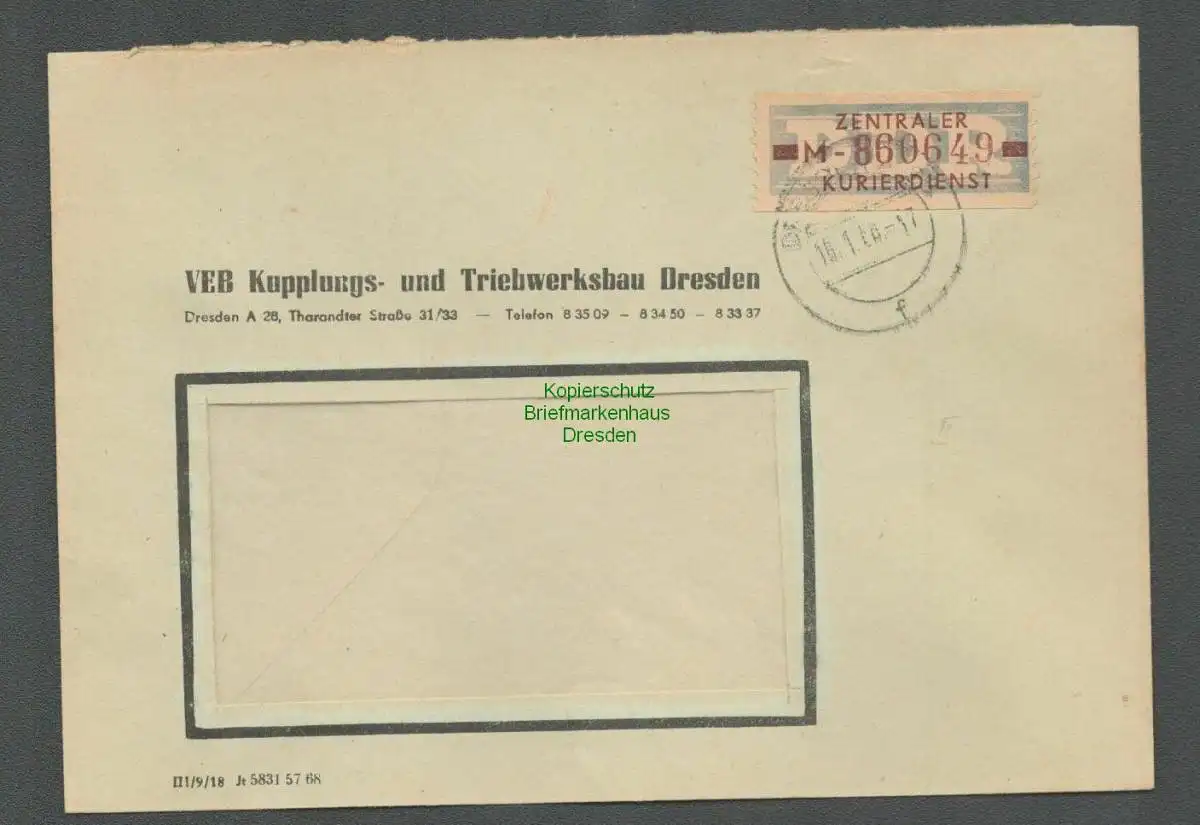 ZENTRALER
M-860649
KURIERDIENST
f
VEB Kupplungs- und Triebwerksbau Dresden
Dresden A 28, Tharandter Straße 31/33 — Telefon 8 35 09 – 8 34 50 – 8 33 37
Kopierschutz
Briefmarkenhaus
Dresden
III/9/18 Jt 5831 57 68